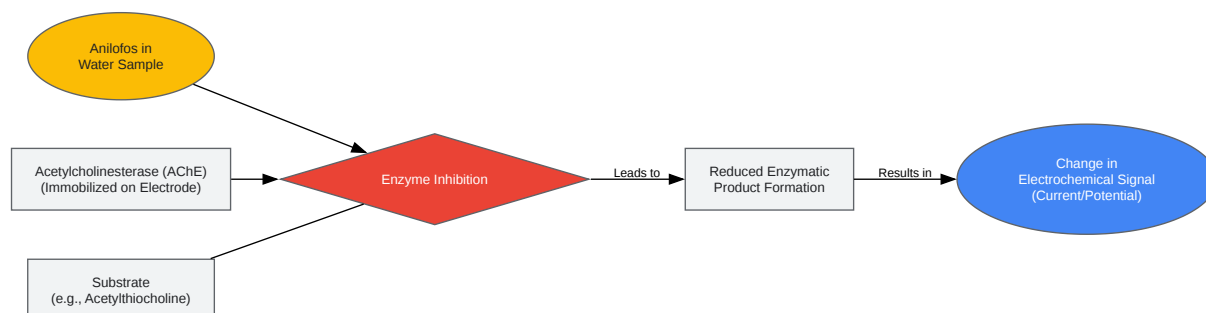 Anilofos in
Water Sample
Acetylcholinesterase (AChE)
(Immobilized on Electrode)
Substrate
(e.g., Acetylthiocholine)
Enzyme Inhibition
Leads to
Reduced Enzymatic
Product Formation
Results in
Change in
Electrochemical Signal
(Current/Potential)